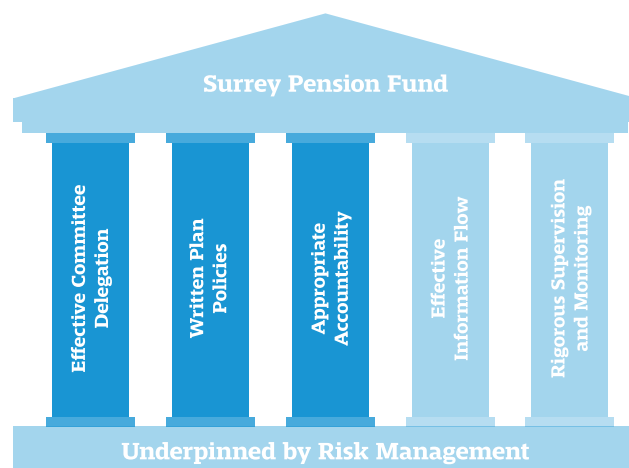 Surrey Pension Fund
Effective Committee
Delegation
Written Plan
Policies
Appropriate
Accountability
Effective
Information Flow
Rigorous Supervision
and Monitoring
Underpinned by Risk Management